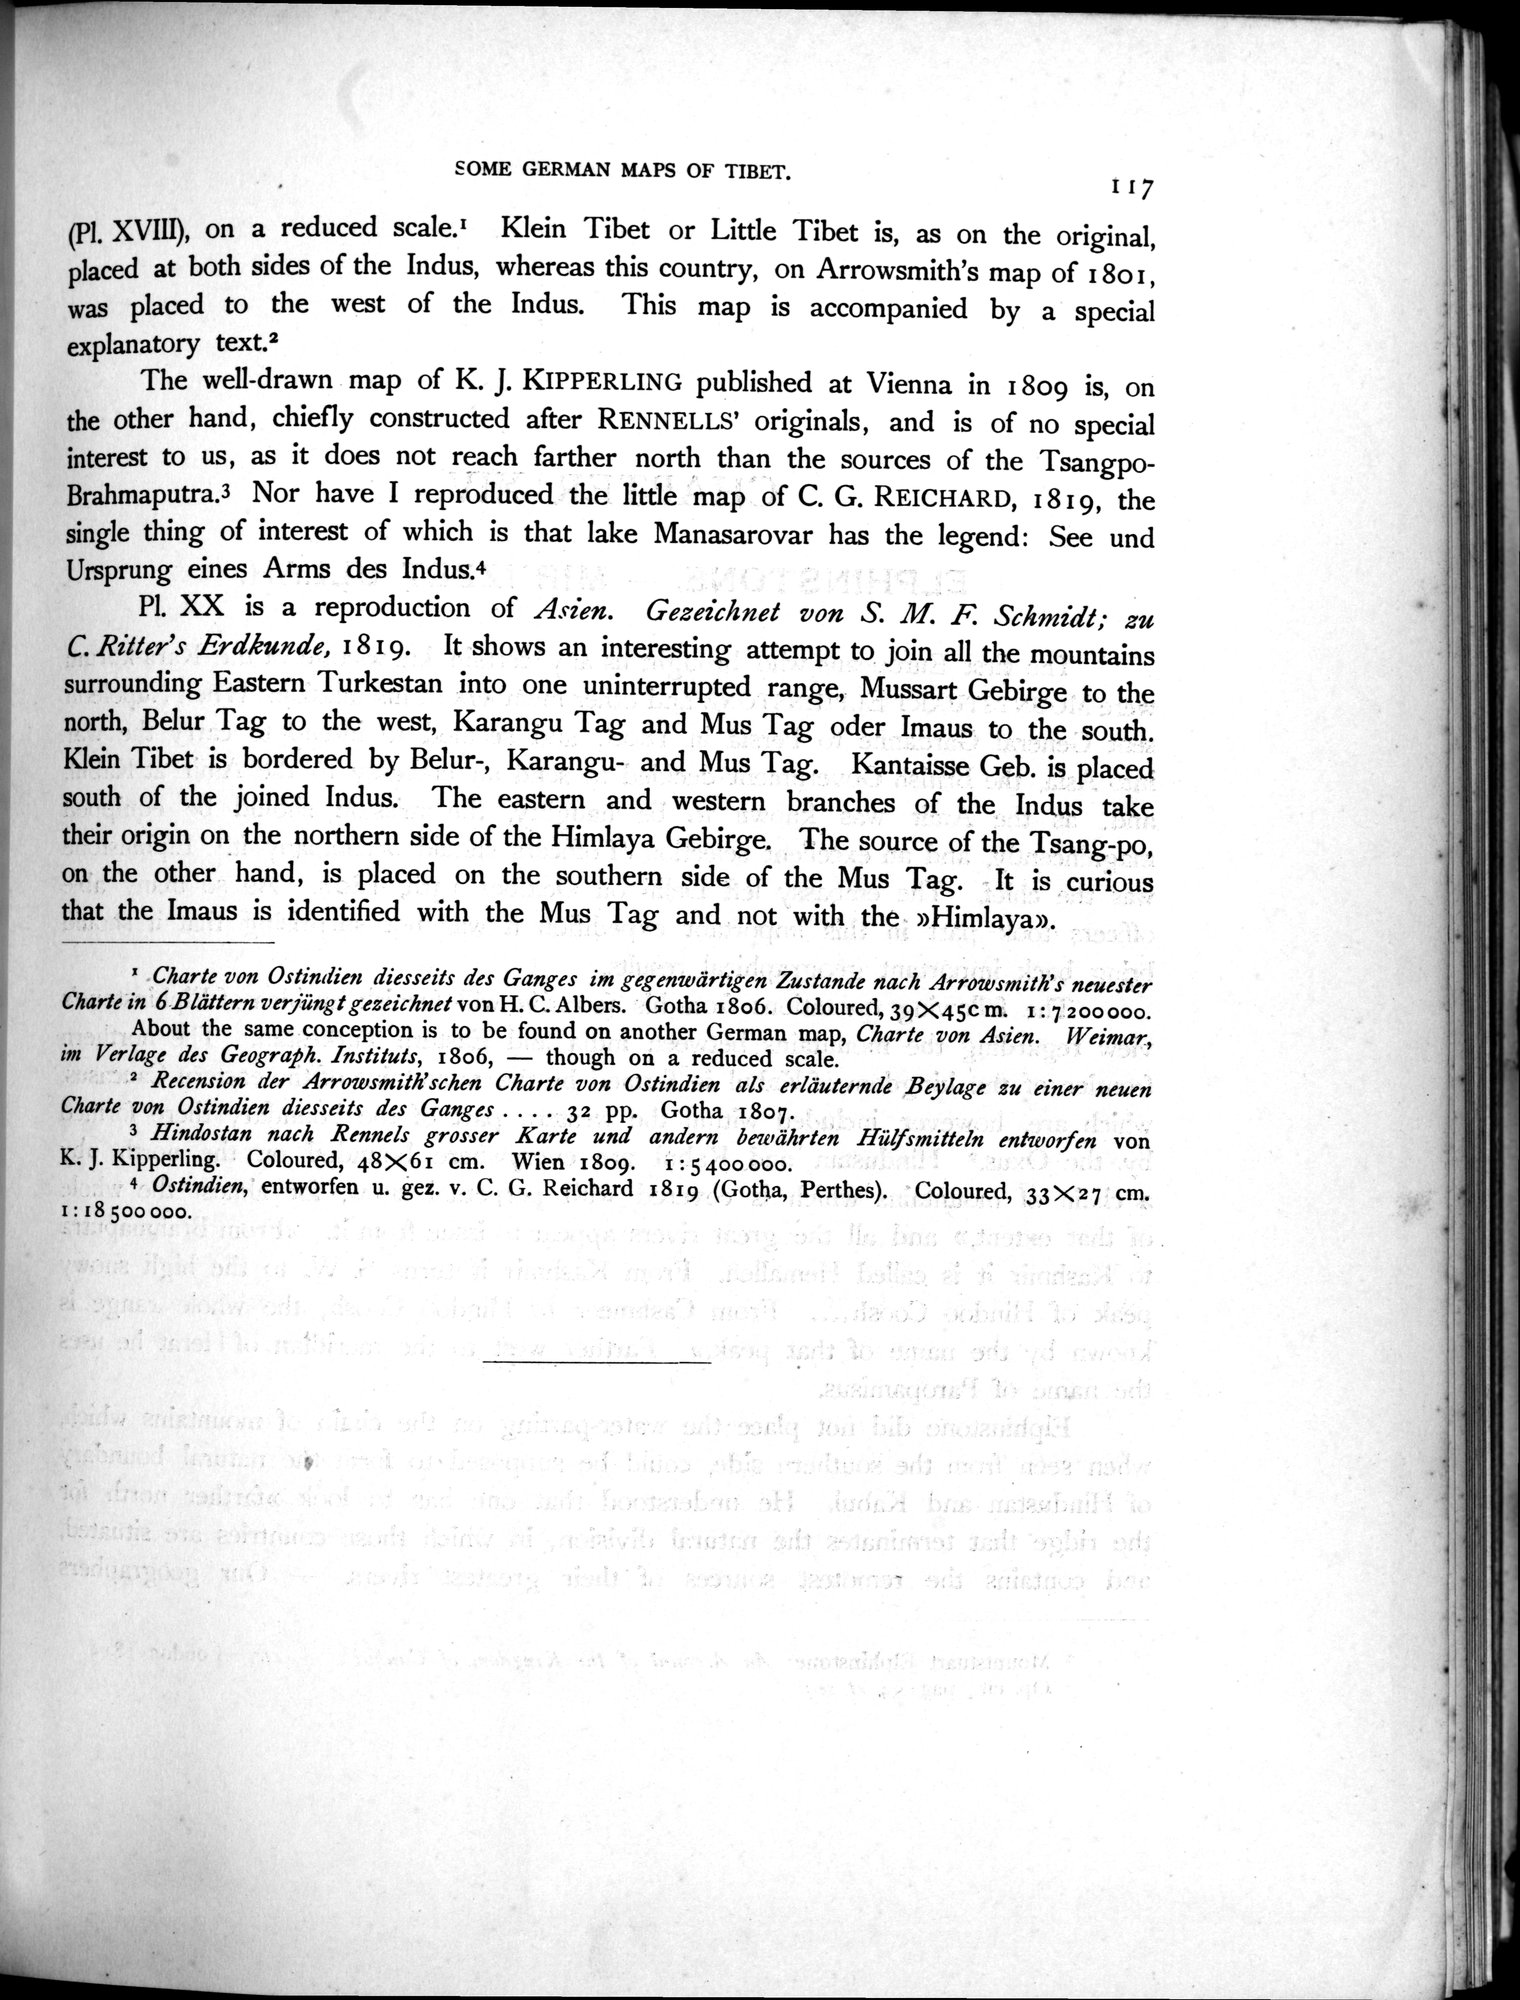 SOME GERMAN MAPS OF TIBET.
117
(Pl. XVIII), on a reduced scale.¹ Klein Tibet or Little Tibet is, as on the original,
placed at both sides of the Indus, whereas this country, on Arrowsmith's map of 1801,
was placed to the west of the Indus. This map is accompanied by a special
explanatory text.²
The well-drawn map of K. J. KIPPERLING published at Vienna in 1809 is, on
the other hand, chiefly constructed after RENNELLS' originals, and is of no special
interest to us, as it does not reach farther north than the sources of the Tsangpo-
Brahmaputra.³ Nor have I reproduced the little map of C. G. REICHARD, 1819, the
single thing of interest of which is that lake Manasarovar has the legend: See und
Ursprung eines Arms des Indus.⁴
Pl. XX is a reproduction of Asien. Gezeichnet von S. M. F. Schmidt; zu
C. Ritter's Erdkunde, 1819. It shows an interesting attempt to join all the mountains
surrounding Eastern Turkestan into one uninterrupted range, Mussart Gebirge to the
north, Belur Tag to the west, Karangu Tag and Mus Tag oder Imaus to the south.
Klein Tibet is bordered by Belur-, Karangu- and Mus Tag. Kantaisse Geb. is placed
south of the joined Indus. The eastern and western branches of the Indus take
their origin on the northern side of the Himlaya Gebirge. The source of the Tsang-po,
on the other hand, is placed on the southern side of the Mus Tag. It is curious
that the Imaus is identified with the Mus Tag and not with the »Himlaya».
¹ Charte von Ostindien diesseits des Ganges im gegenwärtigen Zustande nach Arrowsmith's neuester
Charte in 6 Blättern verjüngt gezeichnet von H. C. Albers. Gotha 1806. Coloured, 39×45cm. 1:7200000.
About the same conception is to be found on another German map, Charte von Asien. Weimar,
im Verlage des Geograph. Instituts, 1806, — though on a reduced scale.
² Recension der Arrowsmith'schen Charte von Ostindien als erläuternde Beylage zu einer neuen
Charte von Ostindien diesseits des Ganges . . . . 32 pp. Gotha 1807.
³ Hindostan nach Rennels grosser Karte und andern bewährten Hülfsmitteln entworfen von
K. J. Kipperling. Coloured, 48×61 cm. Wien 1809. 1:5400000.
⁴ Ostindien, entworfen u. gez. v. C. G. Reichard 1819 (Gotha, Perthes). Coloured, 33×27 cm.
1:18500000.